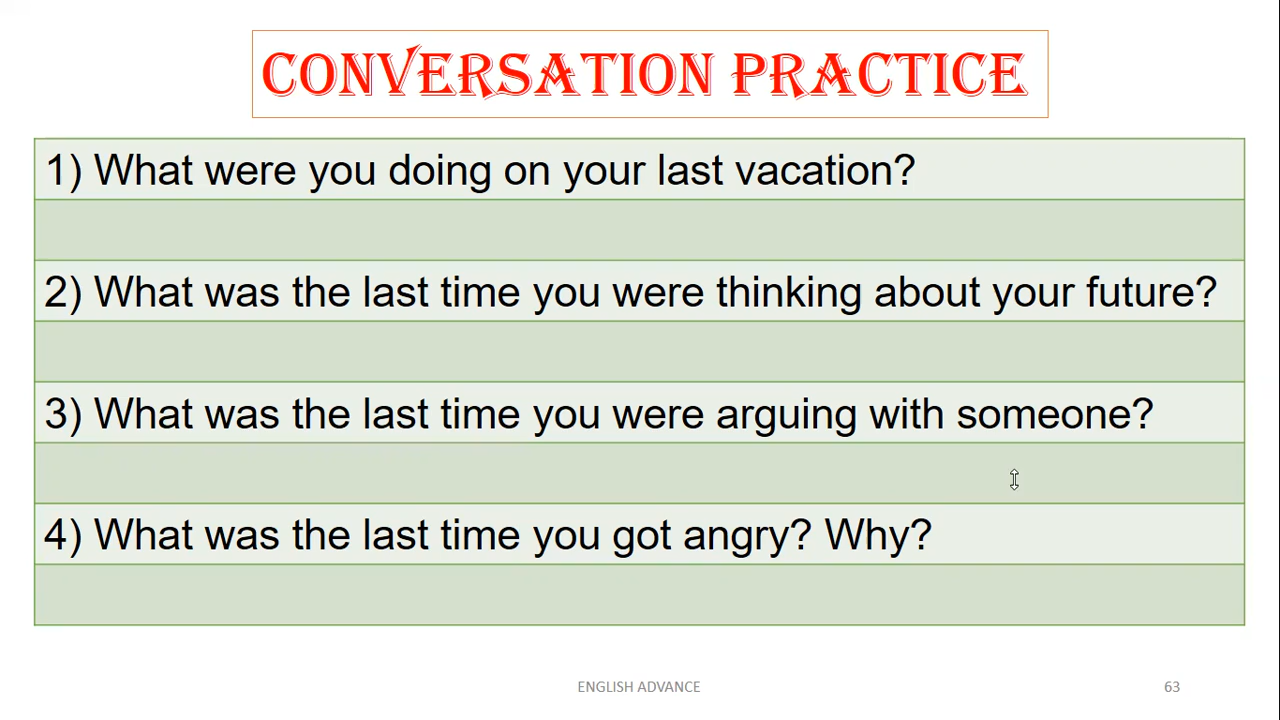 CONVERSATION PRACTICE
1) What were you doing on your last vacation?
2) What was the last time you were thinking about your future?
3) What was the last time you were arguing with someone?
4) What was the last time you got angry? Why?
ENGLISH ADVANCE
63